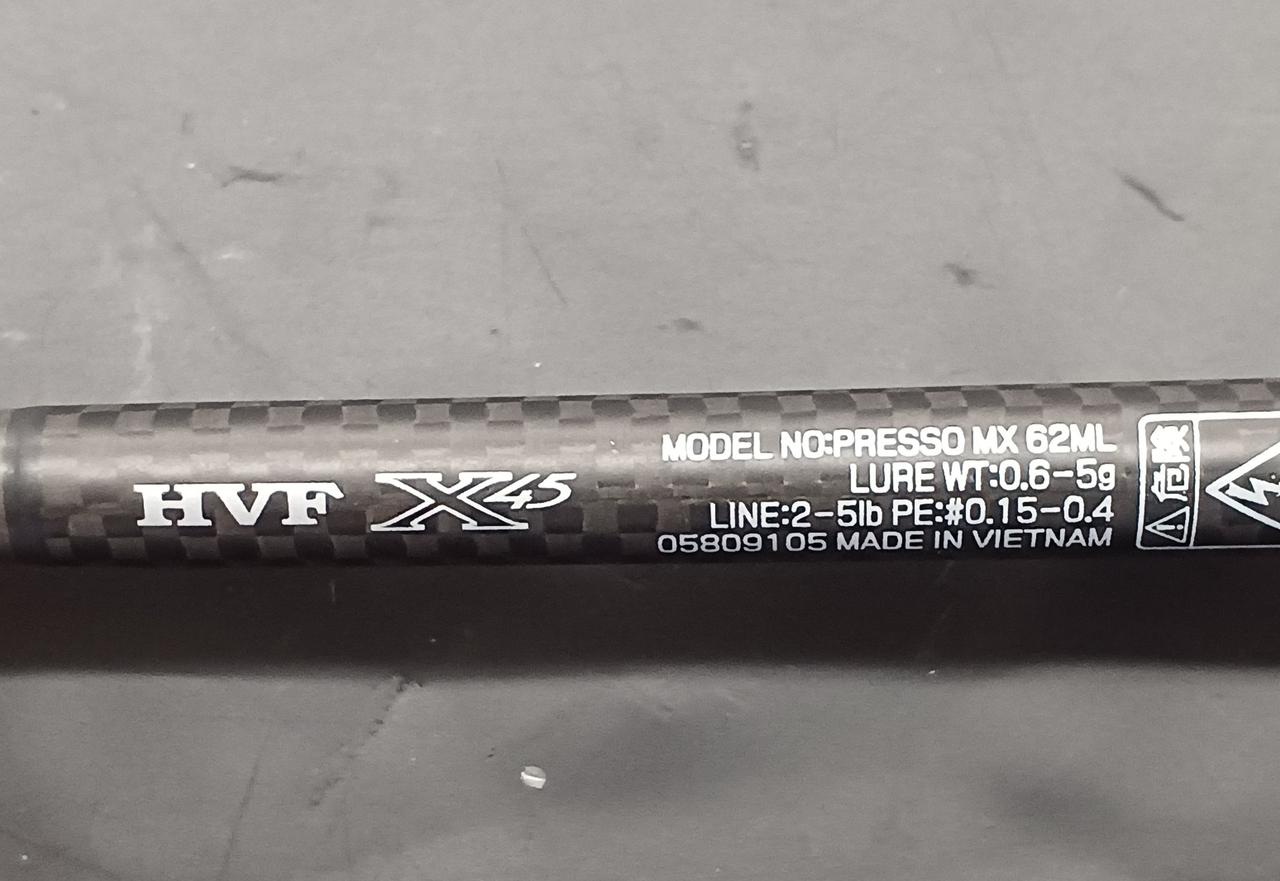 HVF X45
MODEL NO:PRESSO MX 62ML
LURE WT:0.6-5g
LINE:2-5lb PE:#0.15-0.4
05809105 MADE IN VIETNAM
危険